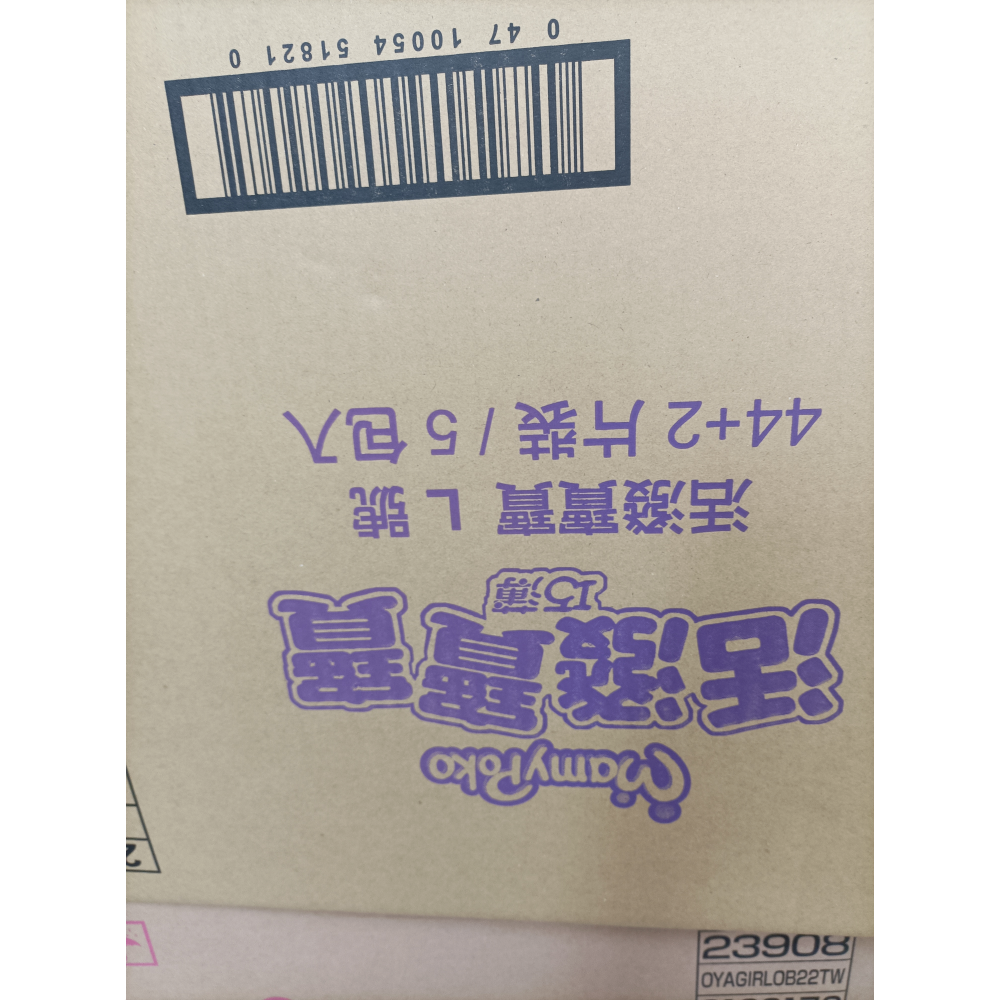 MamyPoko
活潑寶寶
巧薄
活潑寶寶 L 號
44+2 片裝 / 5 包入
0 47 10054 51821 0
23908
OYAGIRLOB22TW